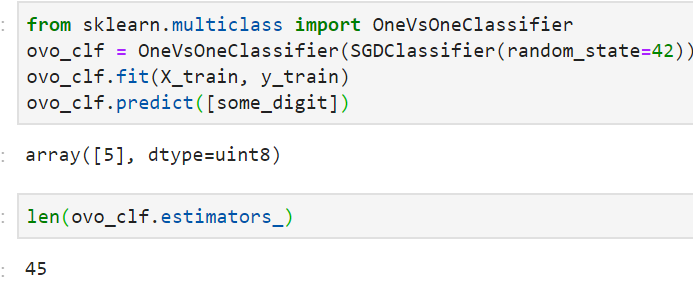 from sklearn.multiclass import OneVsOneClassifier
ovo_clf = OneVsOneClassifier(SGDClassifier(random_state=42))
ovo_clf.fit(X_train, y_train)
ovo_clf.predict([some_digit])
array([5], dtype=uint8)
len(ovo_clf.estimators_)
45